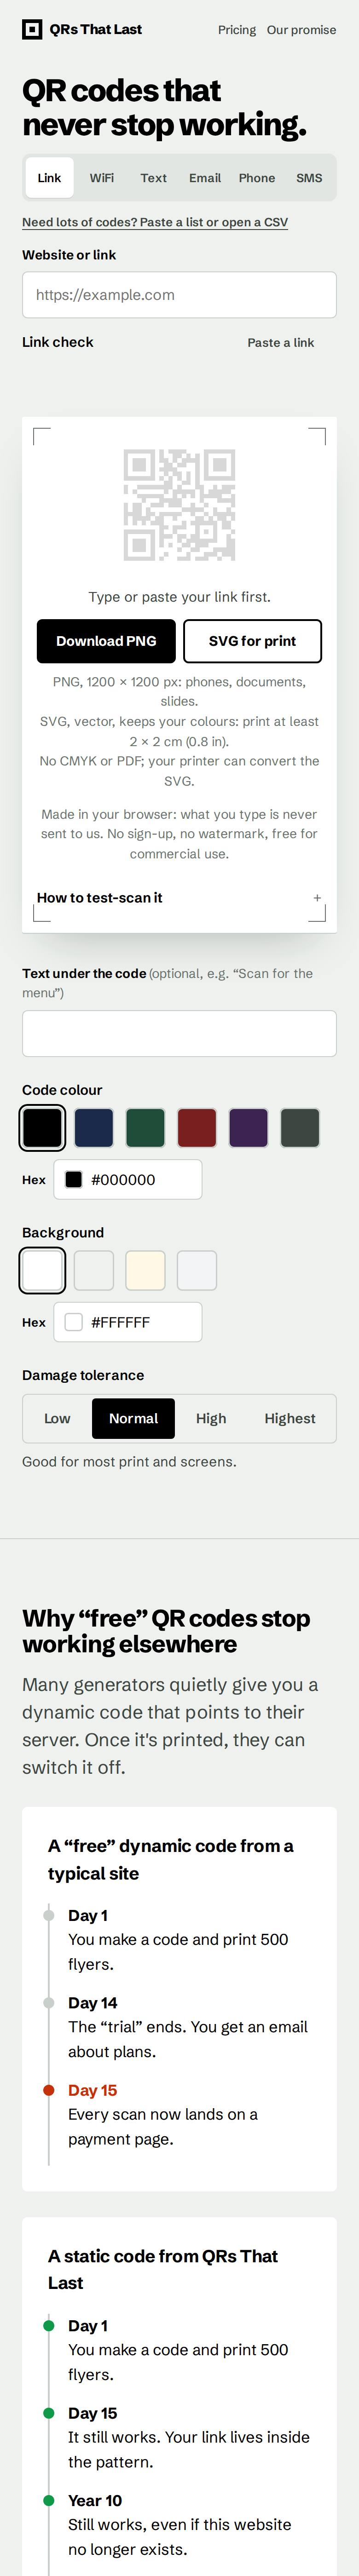 QRs That Last
Pricing
Our promise
QR codes that
never stop working.
Link
WiFi
Text
Email
Phone
SMS
Need lots of codes? Paste a list or open a CSV
Website or link
https://example.com
Link check
Paste a link
Type or paste your link first.
Download PNG
SVG for print
PNG, 1200 × 1200 px: phones, documents,
slides.
SVG, vector, keeps your colours: print at least
2 × 2 cm (0.8 in).
No CMYK or PDF; your printer can convert the
SVG.
Made in your browser: what you type is never
sent to us. No sign-up, no watermark, free for
commercial use.
How to test-scan it
+
Text under the code (optional, e.g. “Scan for the
menu”)
Code colour
Hex
#000000
Background
Hex
#FFFFFF
Damage tolerance
Low
Normal
High
Highest
Good for most print and screens.
Why “free” QR codes stop
working elsewhere
Many generators quietly give you a
dynamic code that points to their
server. Once it's printed, they can
switch it off.
A “free” dynamic code from a
typical site
Day 1
You make a code and print 500
flyers.
Day 14
The “trial” ends. You get an email
about plans.
Day 15
Every scan now lands on a
payment page.
A static code from QRs That
Last
Day 1
You make a code and print 500
flyers.
Day 15
It still works. Your link lives inside
the pattern.
Year 10
Still works, even if this website
no longer exists.